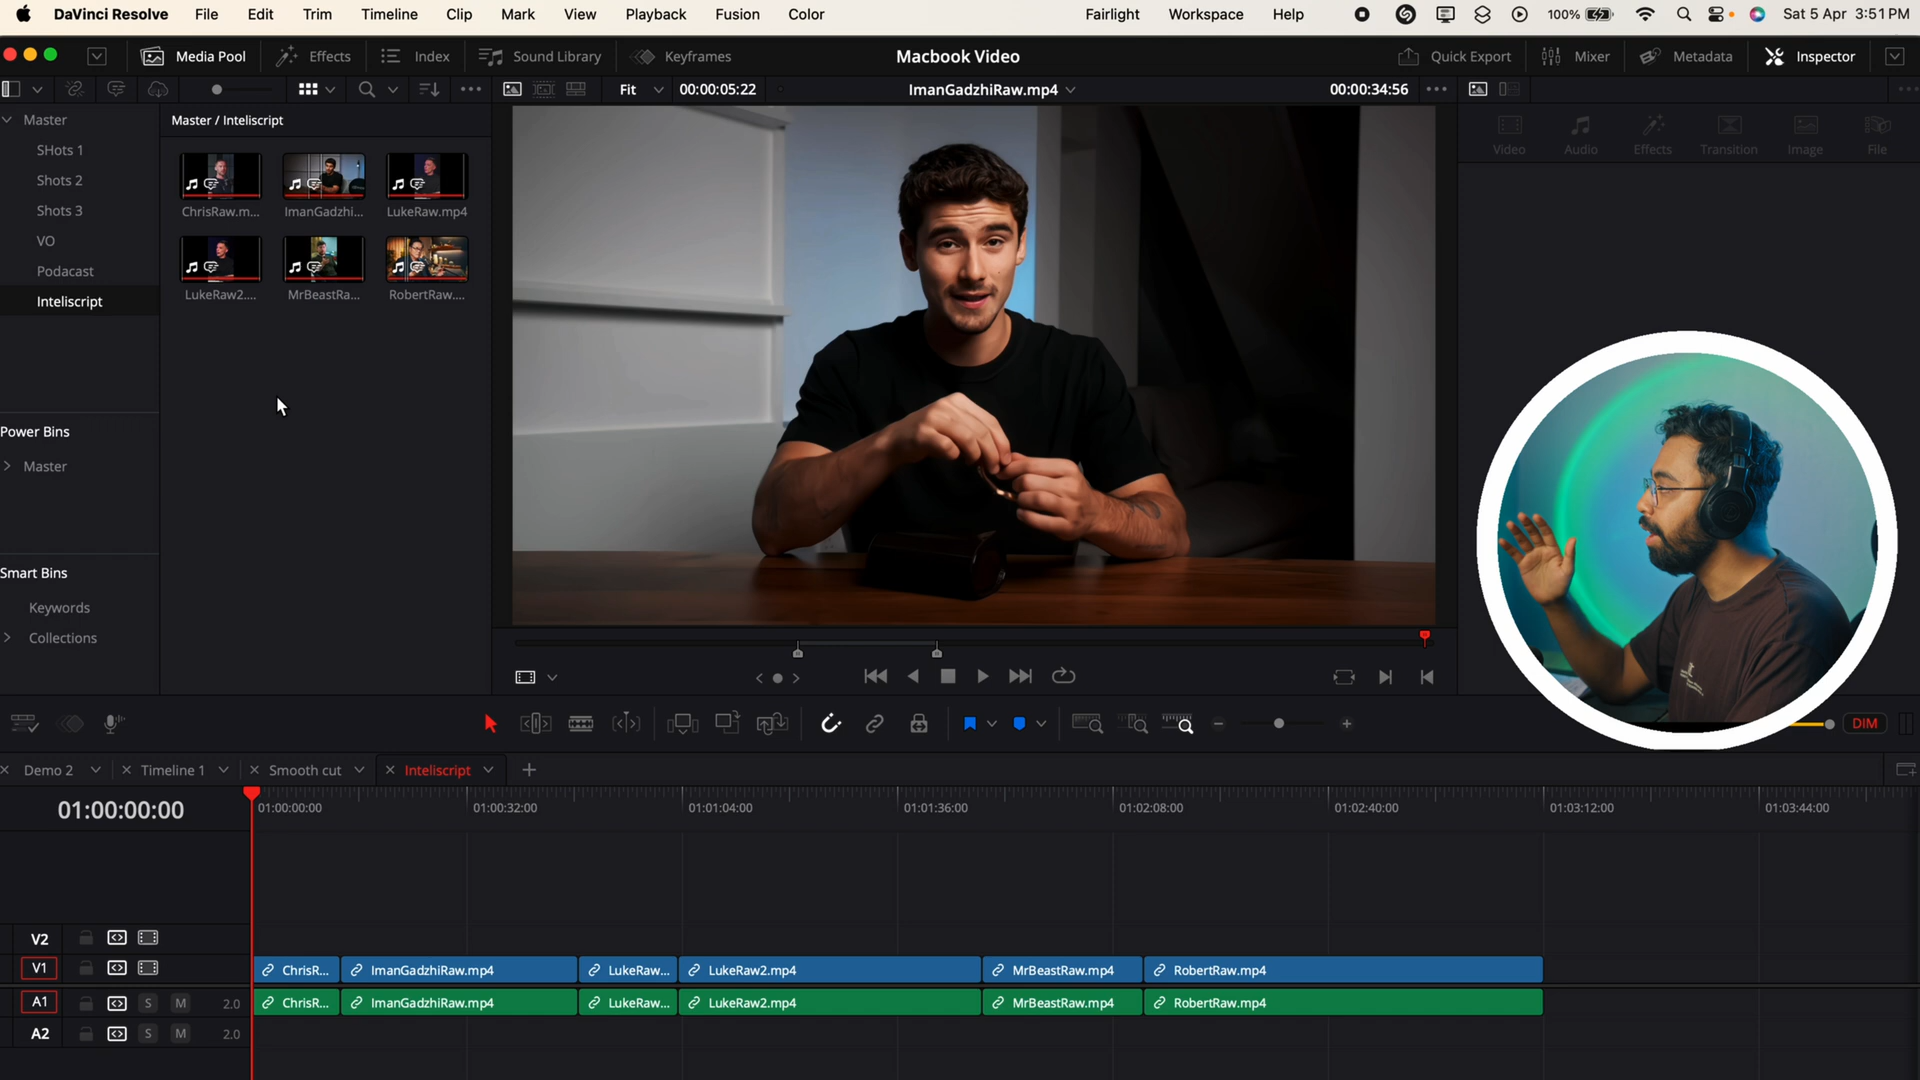 DaVinci Resolve File Edit Trim Timeline Clip Mark View Playback Fusion Color Fairlight Workspace Help 100% Sat 5 Apr 3:51 PM
Media Pool Effects Index Sound Library Keyframes Macbook Video Quick Export Mixer Metadata Inspector
Fit 00:00:05:22 ImanGadzhiRaw.mp4 00:00:34:56
Master
SHots 1
Shots 2
Shots 3
VO
Podacast
Inteliscript
Power Bins
Master
Smart Bins
Keywords
Collections
Master / Inteliscript
ChrisRaw.m... ImanGadzhi... LukeRaw.mp4
LukeRaw2.... MrBeastRa... RobertRaw....
Video Audio Effects Transition Image File
DIM
Demo 2 Timeline 1 Smooth cut Inteliscript
01:00:00:00 01:00:00:00 01:00:32:00 01:01:04:00 01:01:36:00 01:02:08:00 01:02:40:00 01:03:12:00 01:03:44:00
V2
V1 ChrisR... ImanGadzhiRaw.mp4 LukeRaw... LukeRaw2.mp4 MrBeastRaw.mp4 RobertRaw.mp4
A1 S M 2.0 ChrisR... ImanGadzhiRaw.mp4 LukeRaw... LukeRaw2.mp4 MrBeastRaw.mp4 RobertRaw.mp4
A2 S M 2.0